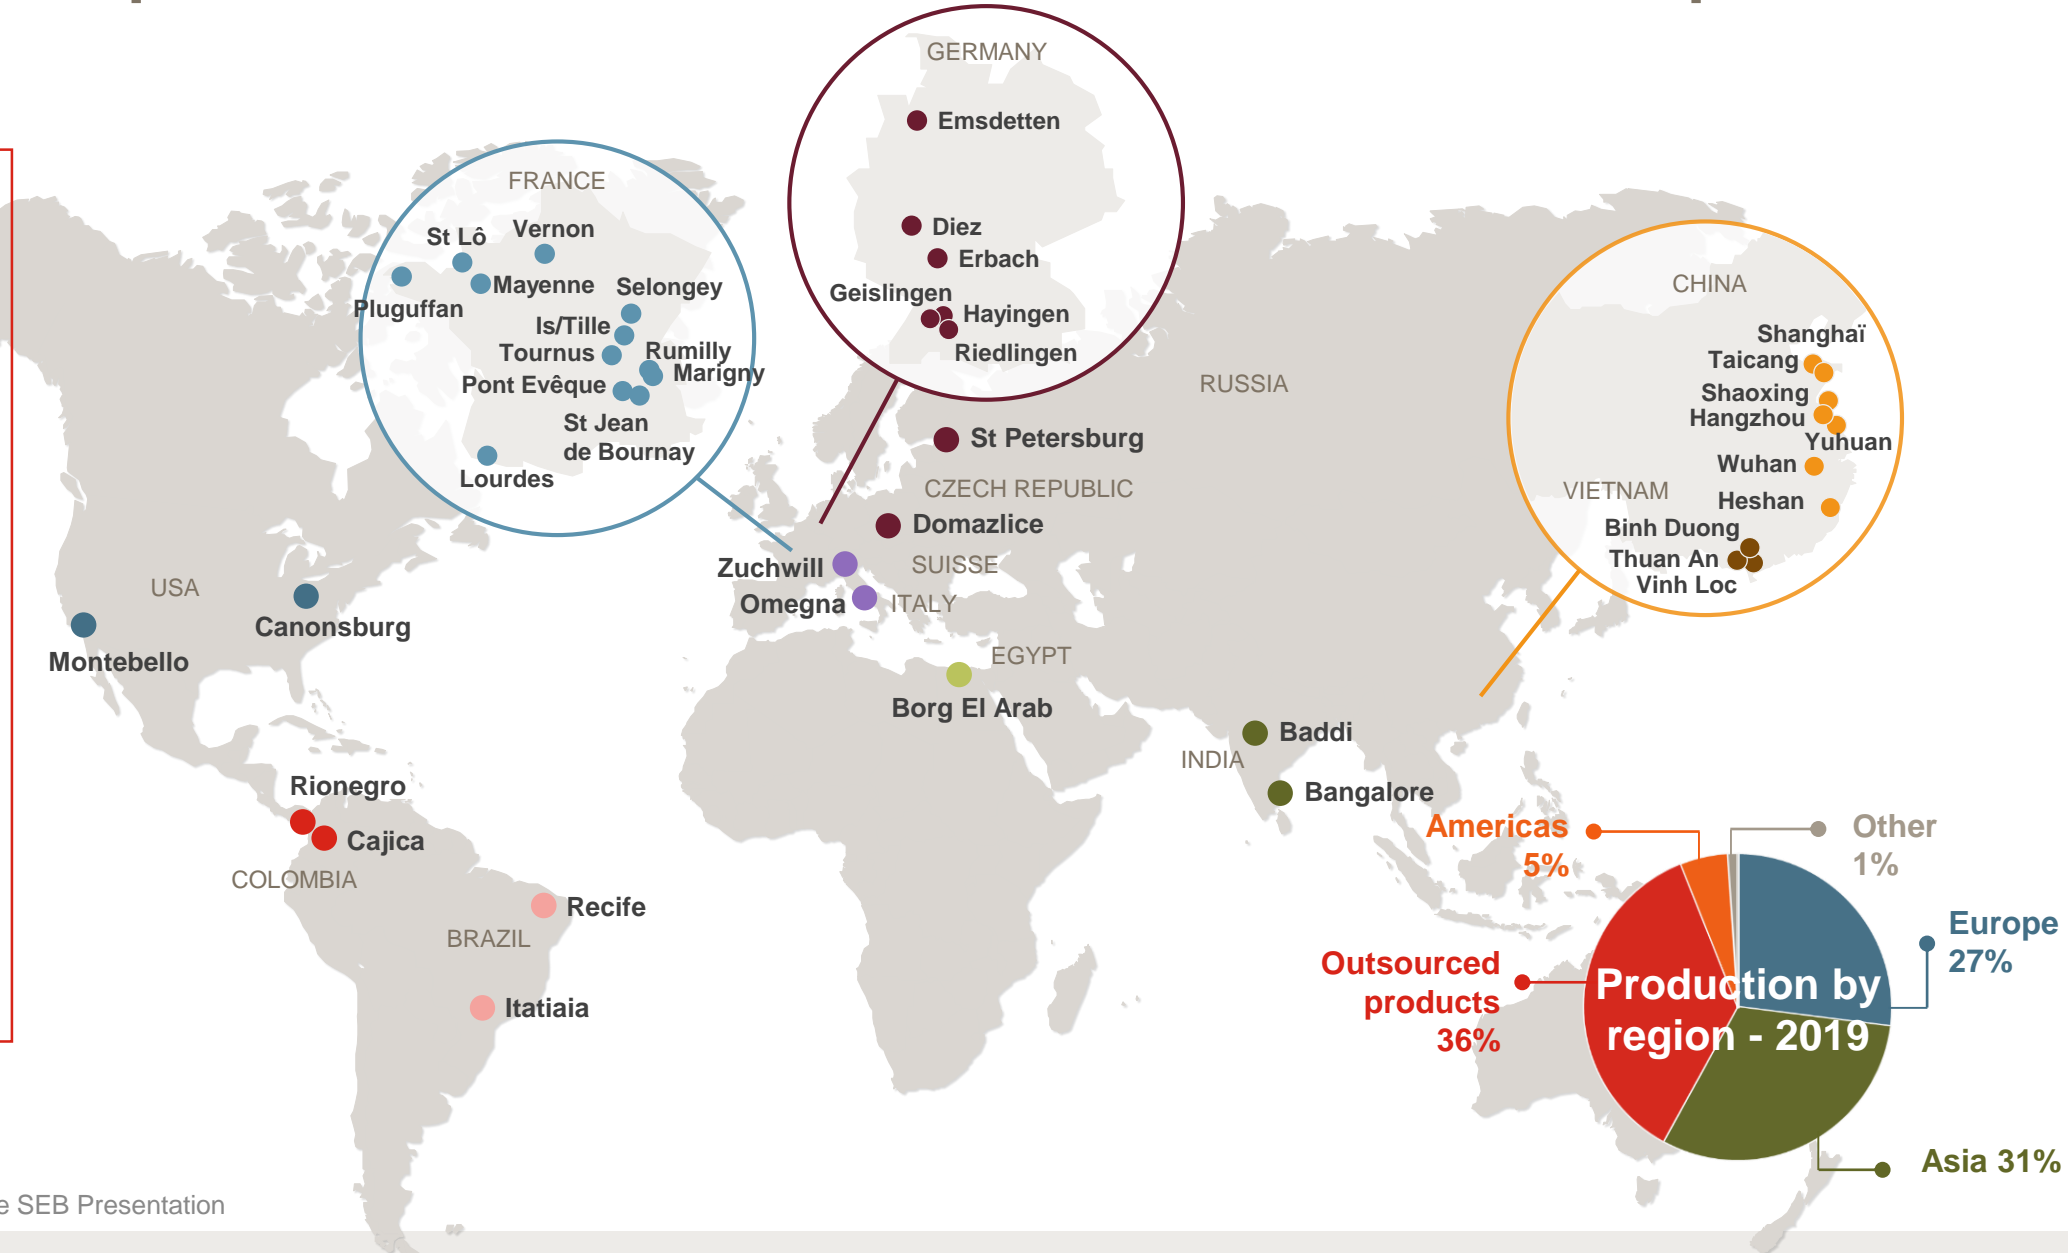 GERMANY
Emsdetten
Diez
Erbach
Geislingen
Hayingen
Riedlingen
FRANCE
Vernon
St Lô
Mayenne
Selongey
Pluguffan
Is/Tille
Tournus
Rumilly
Marigny
Pont Evêque
St Jean
de Bournay
Lourdes
RUSSIA
St Petersburg
CZECH REPUBLIC
Domazlice
Zuchwill
SUISSE
Omegna
ITALY
EGYPT
Borg El Arab
CHINA
Shanghaï
Taicang
Shaoxing
Hangzhou
Yuhuan
Wuhan
Heshan
VIETNAM
Binh Duong
Thuan An
Vinh Loc
USA
Canonsburg
Montebello
Rionegro
Cajica
COLOMBIA
Recife
BRAZIL
Itatiaia
Baddi
INDIA
Bangalore
Americas
5%
Other
1%
Europe
27%
Outsourced
products
36%
Production by
region - 2019
Asia 31%
e SEB Presentation